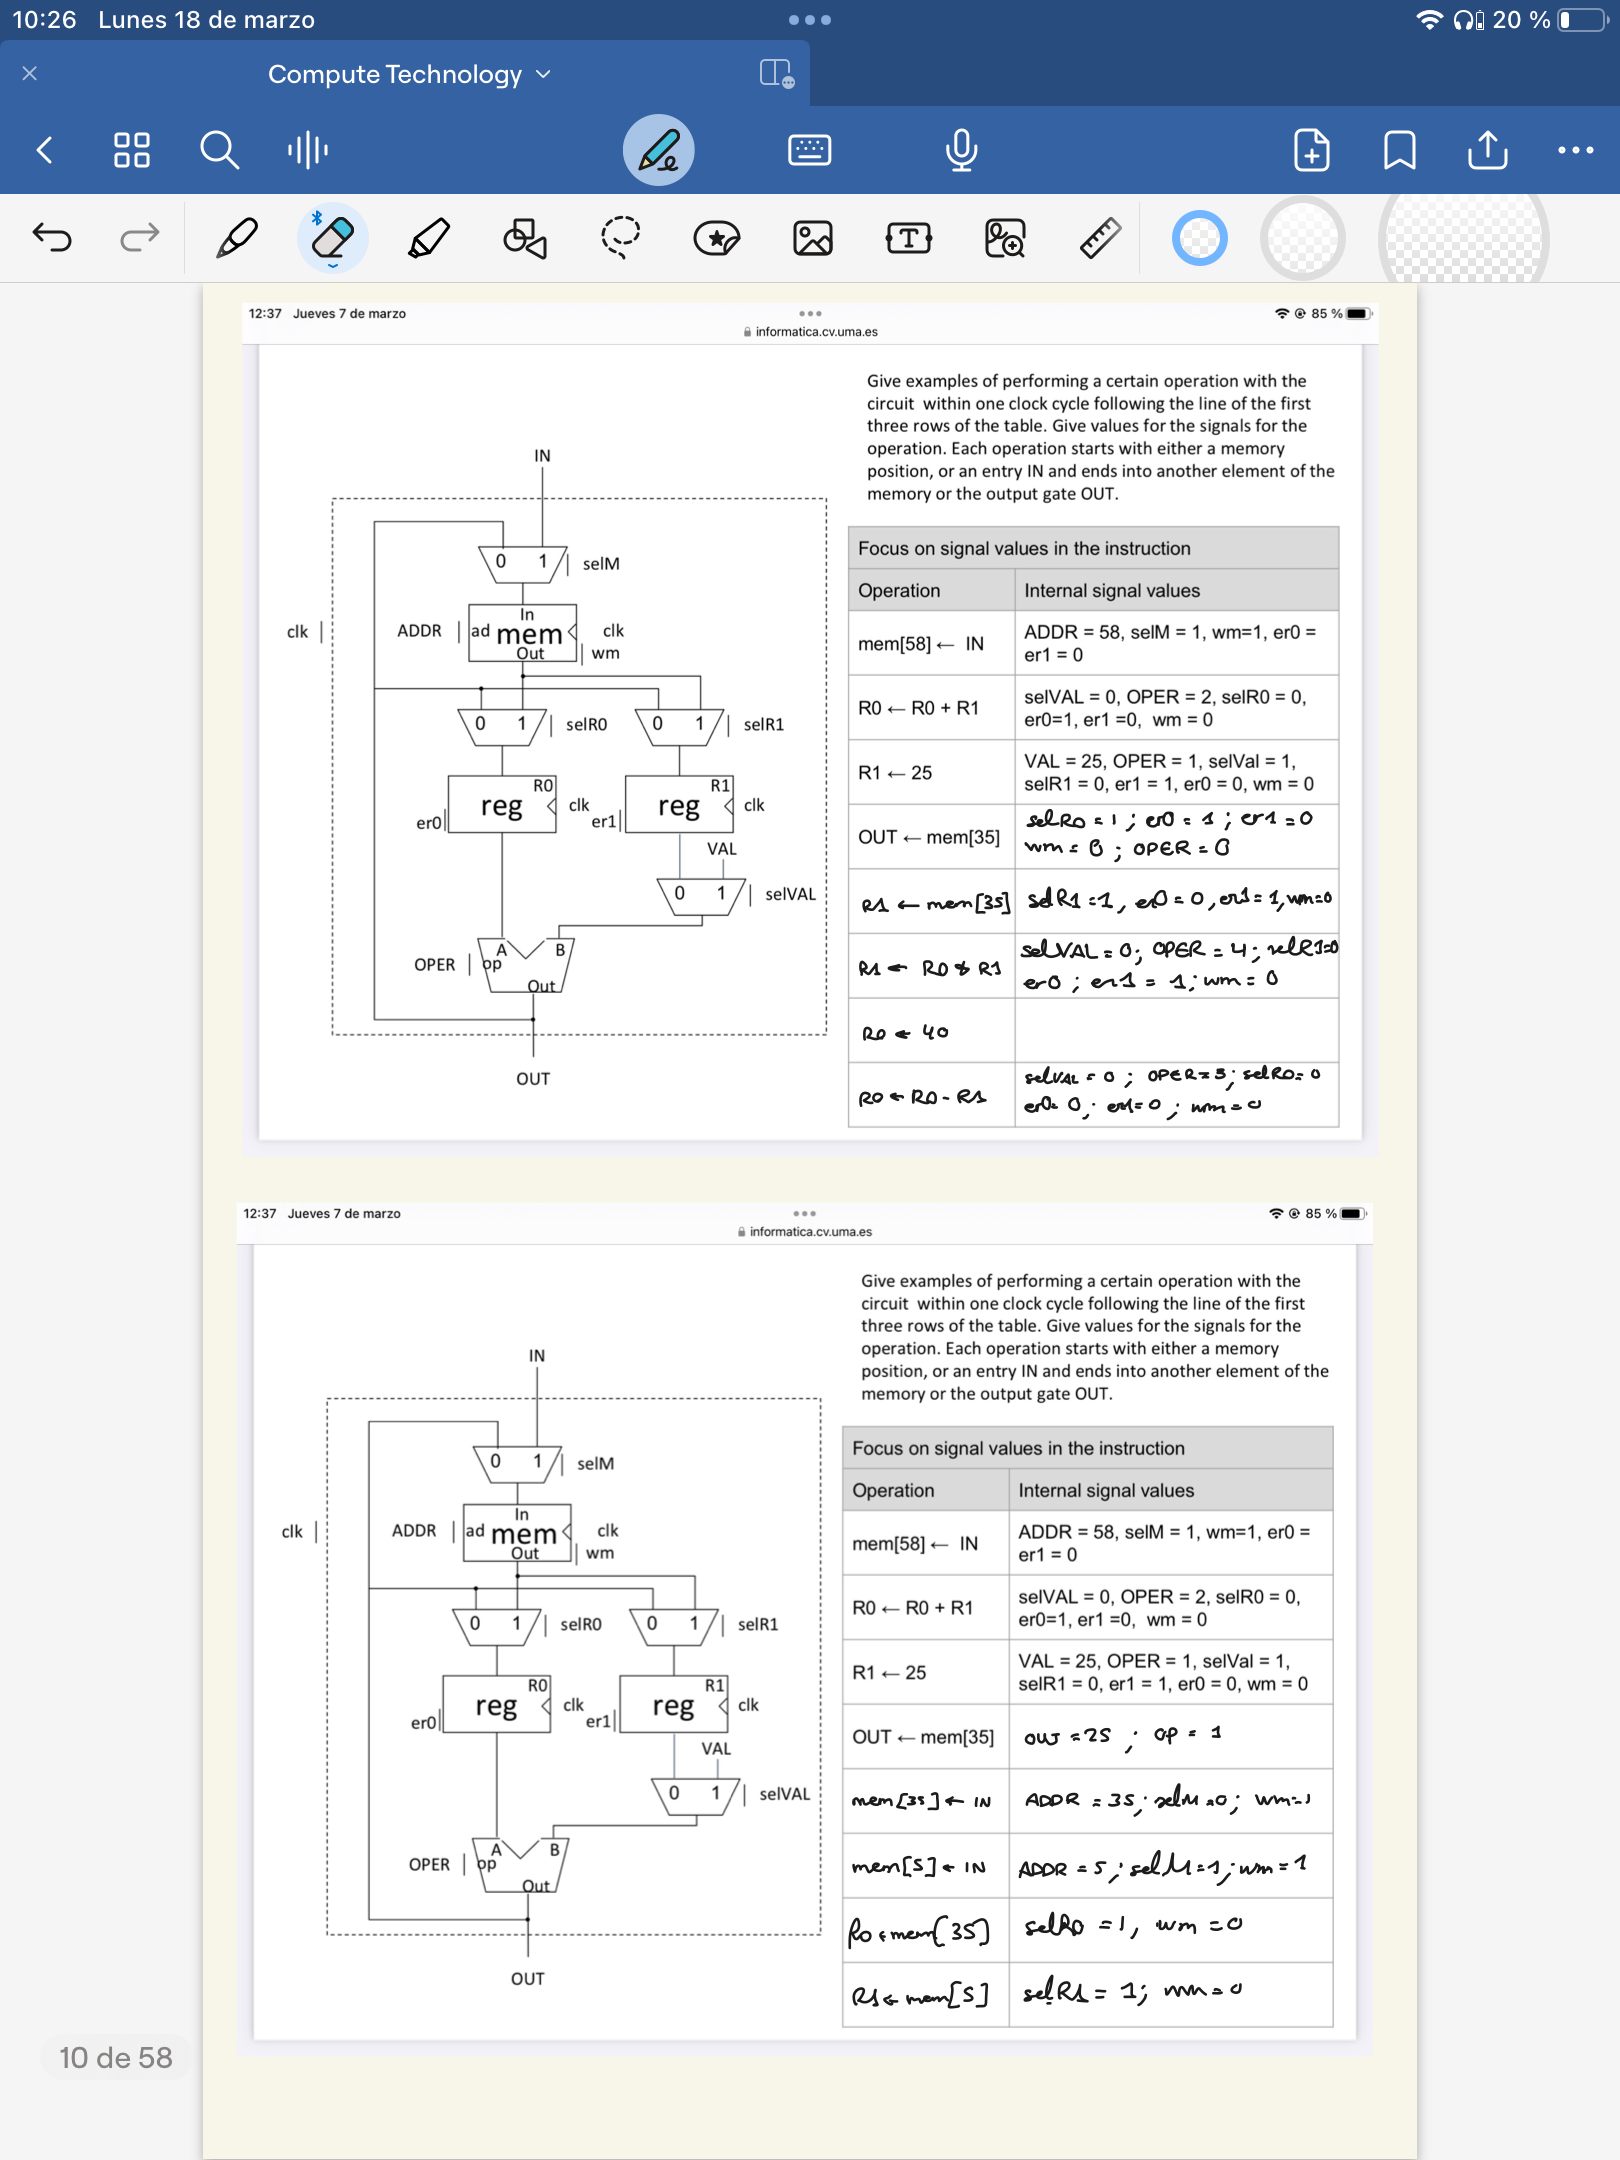 10:26 Lunes 18 de marzo
20 %
Compute Technology
12:37 Jueves 7 de marzo
85 %
informatica.cv.uma.es
Give examples of performing a certain operation with the
circuit within one clock cycle following the line of the first
three rows of the table. Give values for the signals for the
operation. Each operation starts with either a memory
position, or an entry IN and ends into another element of the
memory or the output gate OUT.
IN
0 1 selM
clk
ADDR ad In mem Out clk wm
0 1 selR0
0 1 selR1
er0 reg R0 clk
er1 reg R1 clk
VAL
0 1 selVAL
OPER op A B Out
OUT
Focus on signal values in the instruction
Operation Internal signal values
mem[58] ← IN
ADDR = 58, selM = 1, wm=1, er0 =
er1 = 0
R0 ← R0 + R1
selVAL = 0, OPER = 2, selR0 = 0,
er0=1, er1 =0, wm = 0
R1 ← 25
VAL = 25, OPER = 1, selVal = 1,
selR1 = 0, er1 = 1, er0 = 0, wm = 0
OUT ← mem[35]
selR0 = 1 ; er0 = 1 ; er1 = 0
wm = 0 ; OPER = 0
R1 ← mem[35] selR1 = 1, er0 = 0, er1 = 1, wm=0
R1 ← R0 & R1
selVAL = 0; OPER = 4; selR1=0
er0 ; er1 = 1; wm = 0
R0 ← 40
R0 ← R0 - R1
selVAL = 0 ; OPER = 3; selR0= 0
er0= 0; er1= 0 ; wm = 0
12:37 Jueves 7 de marzo
85 %
informatica.cv.uma.es
Give examples of performing a certain operation with the
circuit within one clock cycle following the line of the first
three rows of the table. Give values for the signals for the
operation. Each operation starts with either a memory
position, or an entry IN and ends into another element of the
memory or the output gate OUT.
IN
0 1 selM
clk
ADDR ad In mem Out clk wm
0 1 selR0
0 1 selR1
er0 reg R0 clk
er1 reg R1 clk
VAL
0 1 selVAL
OPER op A B Out
OUT
Focus on signal values in the instruction
Operation Internal signal values
mem[58] ← IN
ADDR = 58, selM = 1, wm=1, er0 =
er1 = 0
R0 ← R0 + R1
selVAL = 0, OPER = 2, selR0 = 0,
er0=1, er1 =0, wm = 0
R1 ← 25
VAL = 25, OPER = 1, selVal = 1,
selR1 = 0, er1 = 1, er0 = 0, wm = 0
OUT ← mem[35] OUT = 25 ; op = 1
mem[35] ← IN ADDR = 35; selM =0; wm=1
mem[5] ← IN ADDR = 5; selM=1; wm = 1
R0 ← mem[35] selR0 = 1, wm = 0
R1 ← mem[5] selR1 = 1; wm = 0
10 de 58